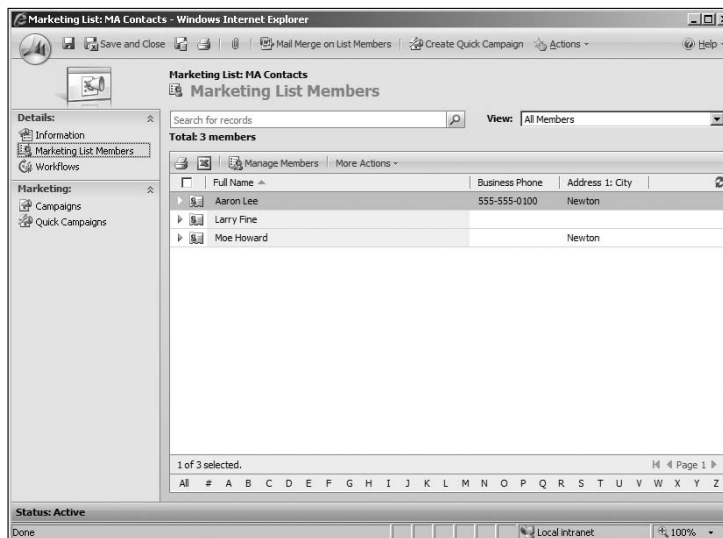 Marketing List: MA Contacts - Windows Internet Explorer
Save and Close Mail Merge on List Members Create Quick Campaign Actions Help
Marketing List: MA Contacts
Marketing List Members
Details:
Information
Marketing List Members
Workflows
Marketing:
Campaigns
Quick Campaigns
Search for records View: All Members
Total: 3 members
Manage Members More Actions
Full Name Business Phone Address 1: City
Aaron Lee 555-555-0100 Newton
Larry Fine
Moe Howard Newton
1 of 3 selected. Page 1
All # A B C D E F G H I J K L M N O P Q R S T U V W X Y Z
Status: Active
Done Local intranet 100%